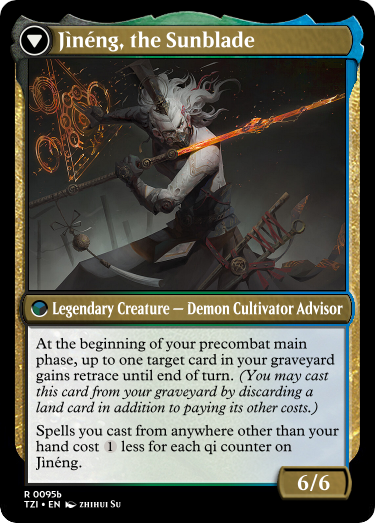 Jìnéng, the Sunblade
Legendary Creature — Demon Cultivator Advisor
At the beginning of your precombat main
phase, up to one target card in your graveyard
gains retrace until end of turn. (You may cast
this card from your graveyard by discarding a
land card in addition to paying its other costs.)
Spells you cast from anywhere other than your
hand cost 1 less for each qi counter on
Jìnéng.
6/6
R 0095b
TZI • EN ZHIHUI SU